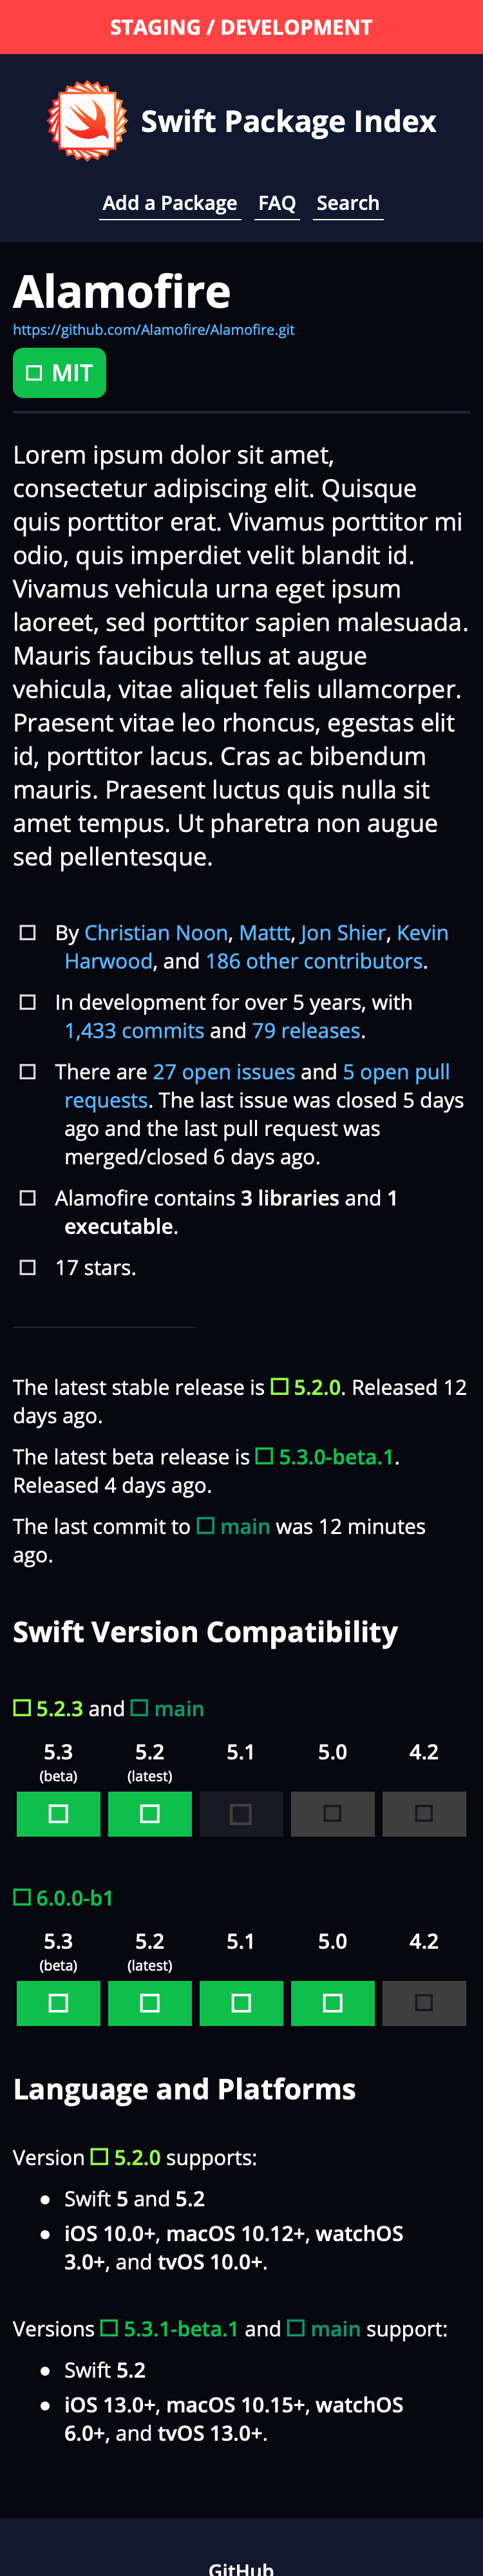 STAGING / DEVELOPMENT
Swift Package Index
Add a Package FAQ Search
Alamofire
https://github.com/Alamofire/Alamofire.git
MIT
Lorem ipsum dolor sit amet,
consectetur adipiscing elit. Quisque
quis porttitor erat. Vivamus porttitor mi
odio, quis imperdiet velit blandit id.
Vivamus vehicula urna eget ipsum
laoreet, sed porttitor sapien malesuada.
Mauris faucibus tellus at augue
vehicula, vitae aliquet felis ullamcorper.
Praesent vitae leo rhoncus, egestas elit
id, porttitor lacus. Cras ac bibendum
mauris. Praesent luctus quis nulla sit
amet tempus. Ut pharetra non augue
sed pellentesque.
By Christian Noon, Mattt, Jon Shier, Kevin
Harwood, and 186 other contributors.
In development for over 5 years, with
1,433 commits and 79 releases.
There are 27 open issues and 5 open pull
requests. The last issue was closed 5 days
ago and the last pull request was
merged/closed 6 days ago.
Alamofire contains 3 libraries and 1
executable.
17 stars.
The latest stable release is 5.2.0. Released 12
days ago.
The latest beta release is 5.3.0-beta.1.
Released 4 days ago.
The last commit to main was 12 minutes
ago.
Swift Version Compatibility
5.2.3 and main
5.3 5.2 5.1 5.0 4.2
(beta) (latest)
6.0.0-b1
5.3 5.2 5.1 5.0 4.2
(beta) (latest)
Language and Platforms
Version 5.2.0 supports:
Swift 5 and 5.2
iOS 10.0+, macOS 10.12+, watchOS
3.0+, and tvOS 10.0+.
Versions 5.3.1-beta.1 and main support:
Swift 5.2
iOS 13.0+, macOS 10.15+, watchOS
6.0+, and tvOS 13.0+.
GitHub